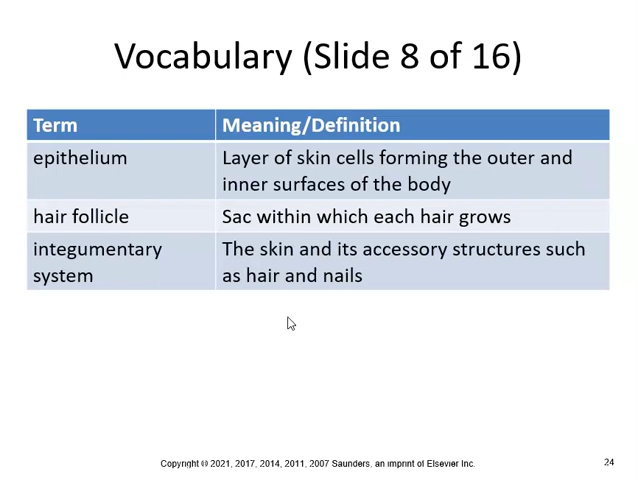 Vocabulary (Slide 8 of 16)
Term Meaning/Definition
epithelium Layer of skin cells forming the outer and
inner surfaces of the body
hair follicle Sac within which each hair grows
integumentary The skin and its accessory structures such
system as hair and nails
Copyright © 2021, 2017, 2014, 2011, 2007 Saunders, an imprint of Elsevier Inc. 24